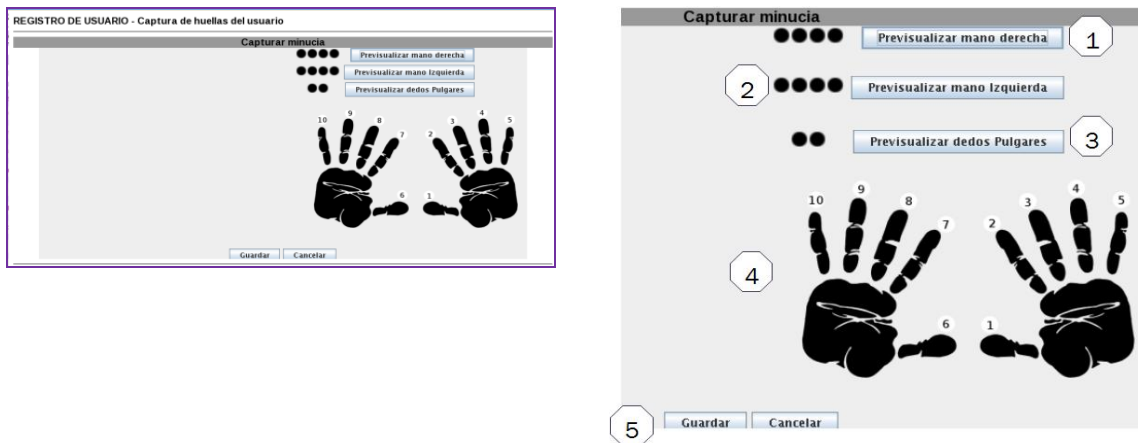 REGISTRO DE USUARIO - Captura de huellas del usuario
Capturar minucia
Previsualizar mano derecha
Previsualizar mano Izquierda
Previsualizar dedos Pulgares
10 9 8 7 2 3 4 5
6 1
Guardar Cancelar
Capturar minucia
Previsualizar mano derecha 1
2 Previsualizar mano Izquierda
Previsualizar dedos Pulgares 3
10 9 8 7 2 3 4 5
4
6 1
5 Guardar Cancelar